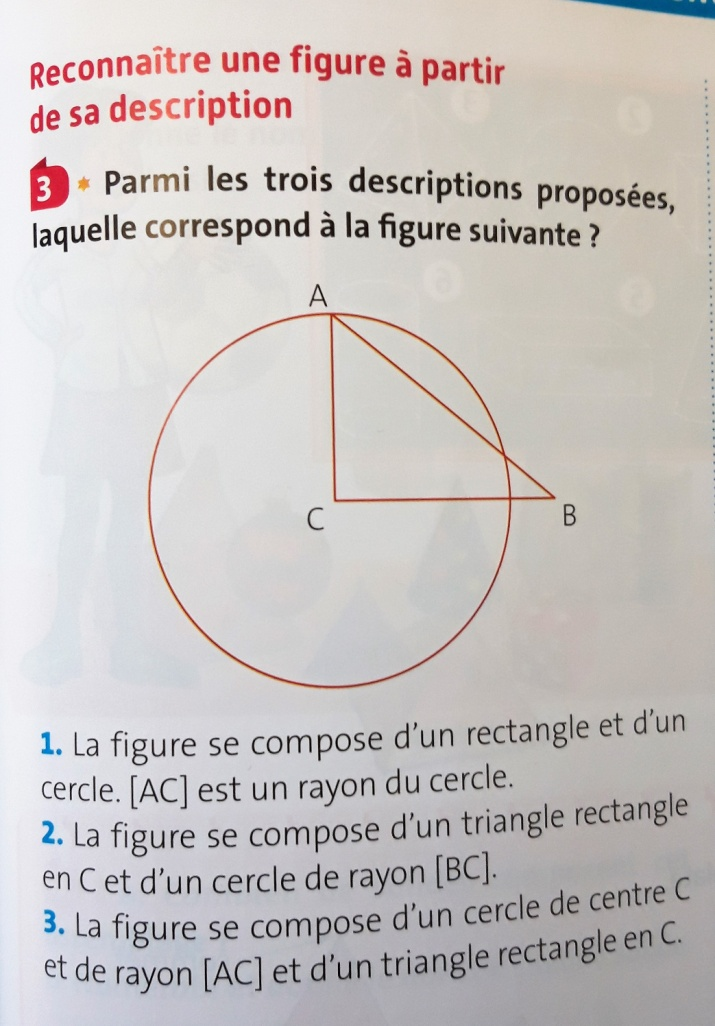 Reconnaître une figure à partir
de sa description
3 * Parmi les trois descriptions proposées,
laquelle correspond à la figure suivante ?
A
C
B
1. La figure se compose d'un rectangle et d'un
cercle. [AC] est un rayon du cercle.
2. La figure se compose d'un triangle rectangle
en C et d'un cercle de rayon [BC].
3. La figure se compose d'un cercle de centre C
et de rayon [AC] et d'un triangle rectangle en C.